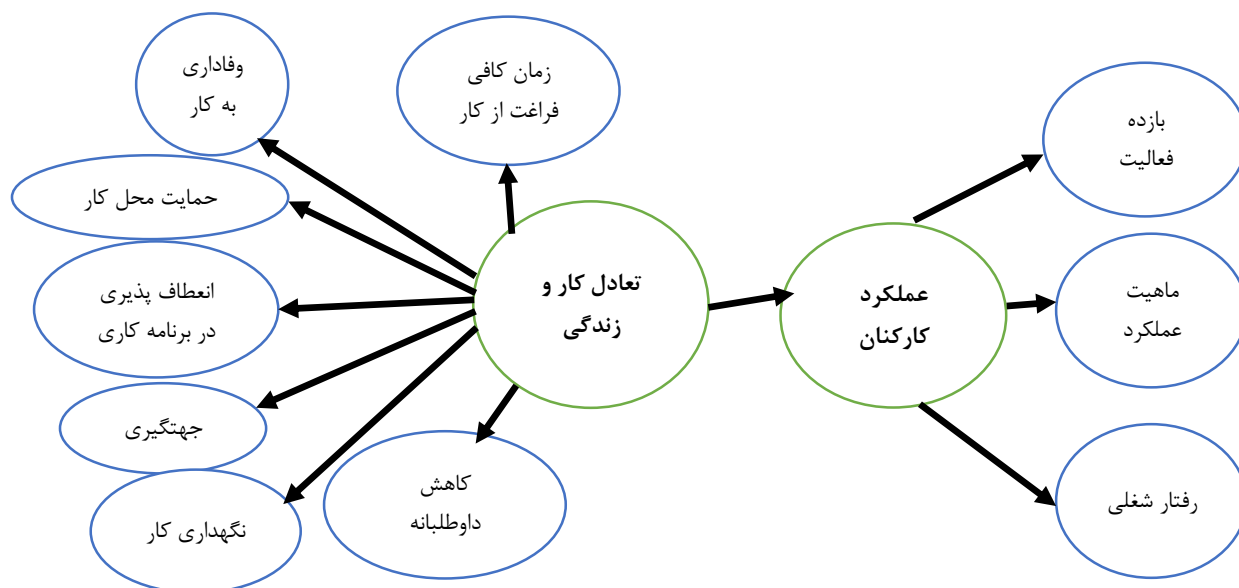 وفاداری
به کار
زمان کافی
فراغت از کار
بازده
فعالیت
حمایت محل کار
تعادل کار و
زندگی
عملکرد
کارکنان
ماهیت
عملکرد
انعطاف پذیری
در برنامه کاری
جهتگیری
کاهش
داوطلبانه
نگهداری کار
رفتار شغلی